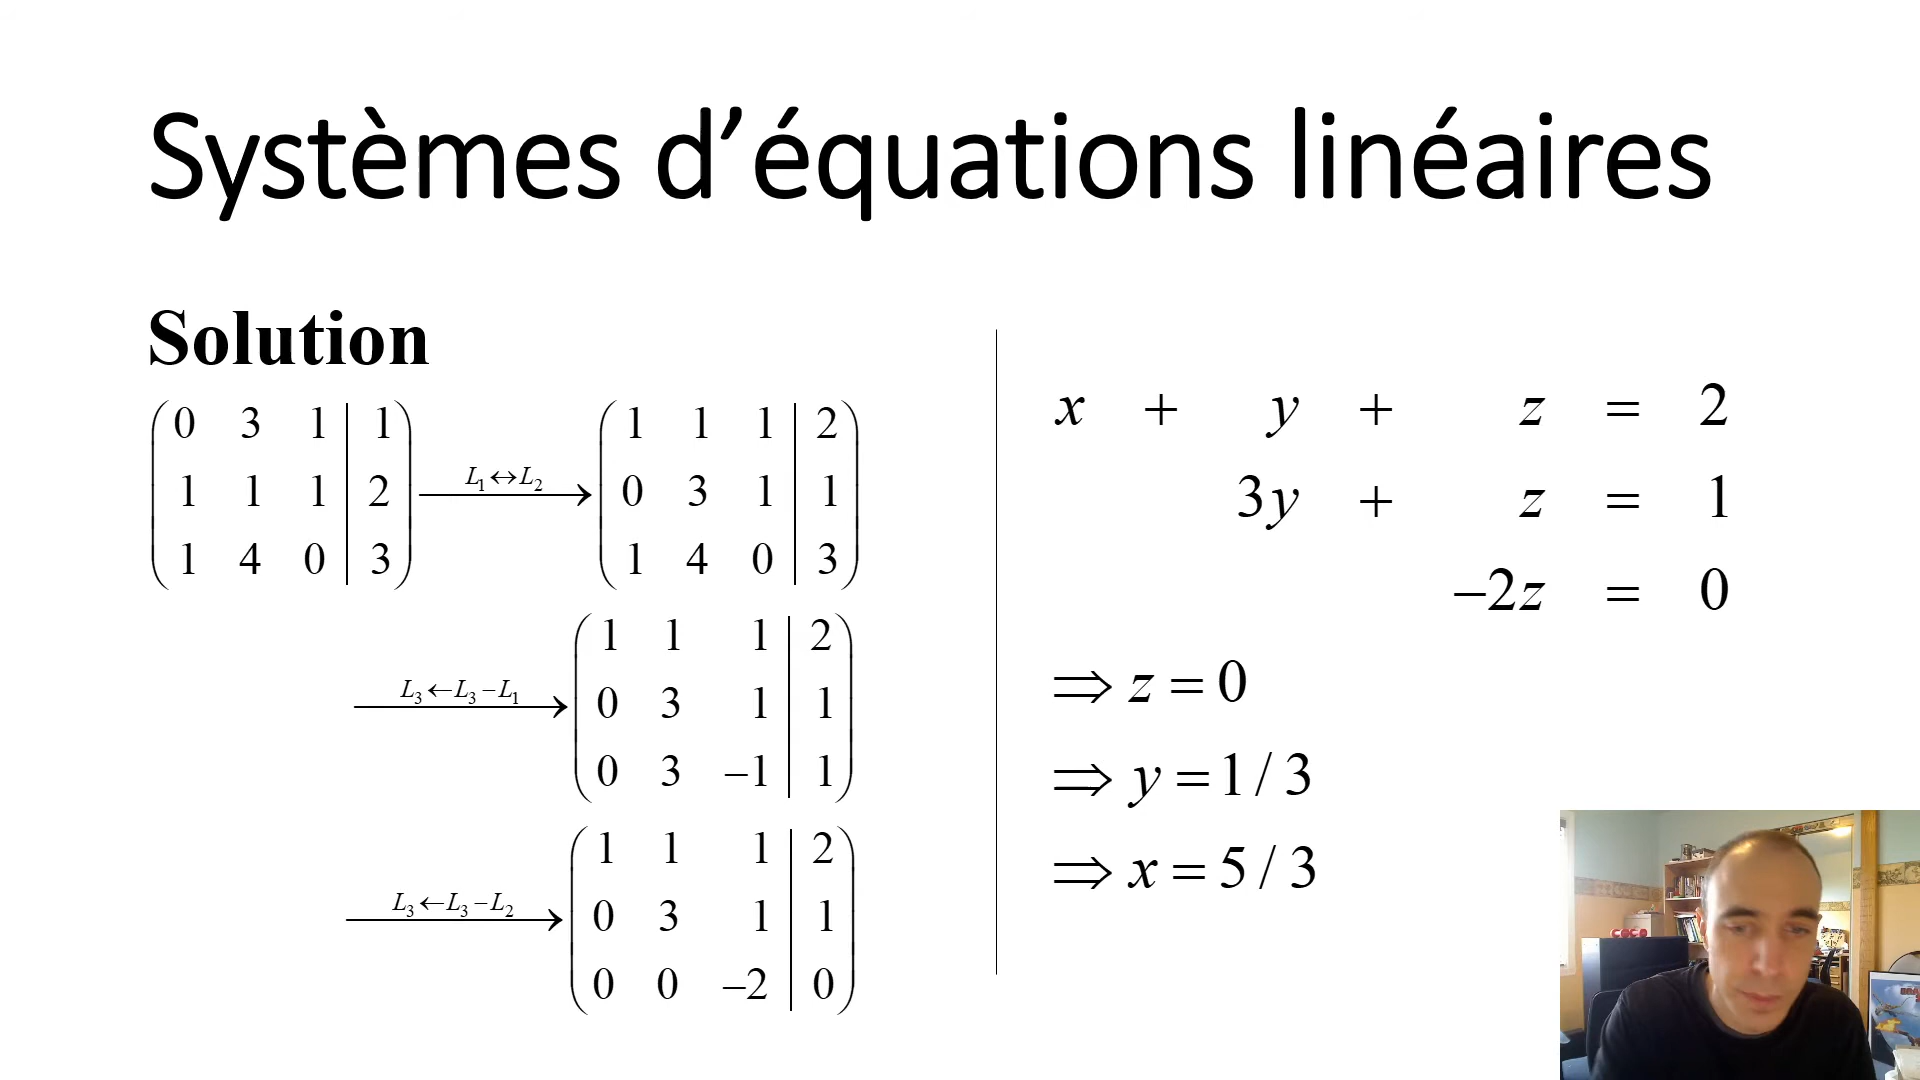 Systèmes d’équations linéaires
Solution
0 3 1 | 1
1 1 1 | 2
1 4 0 | 3
L₁↔L₂
1 1 1 | 2
0 3 1 | 1
1 4 0 | 3
L₃←L₃−L₁
1 1 1 | 2
0 3 1 | 1
0 3 −1 | 1
L₃←L₃−L₂
1 1 1 | 2
0 3 1 | 1
0 0 −2 | 0
x + y + z = 2
3y + z = 1
−2z = 0
⇒ z = 0
⇒ y = 1 / 3
⇒ x = 5 / 3
COCO